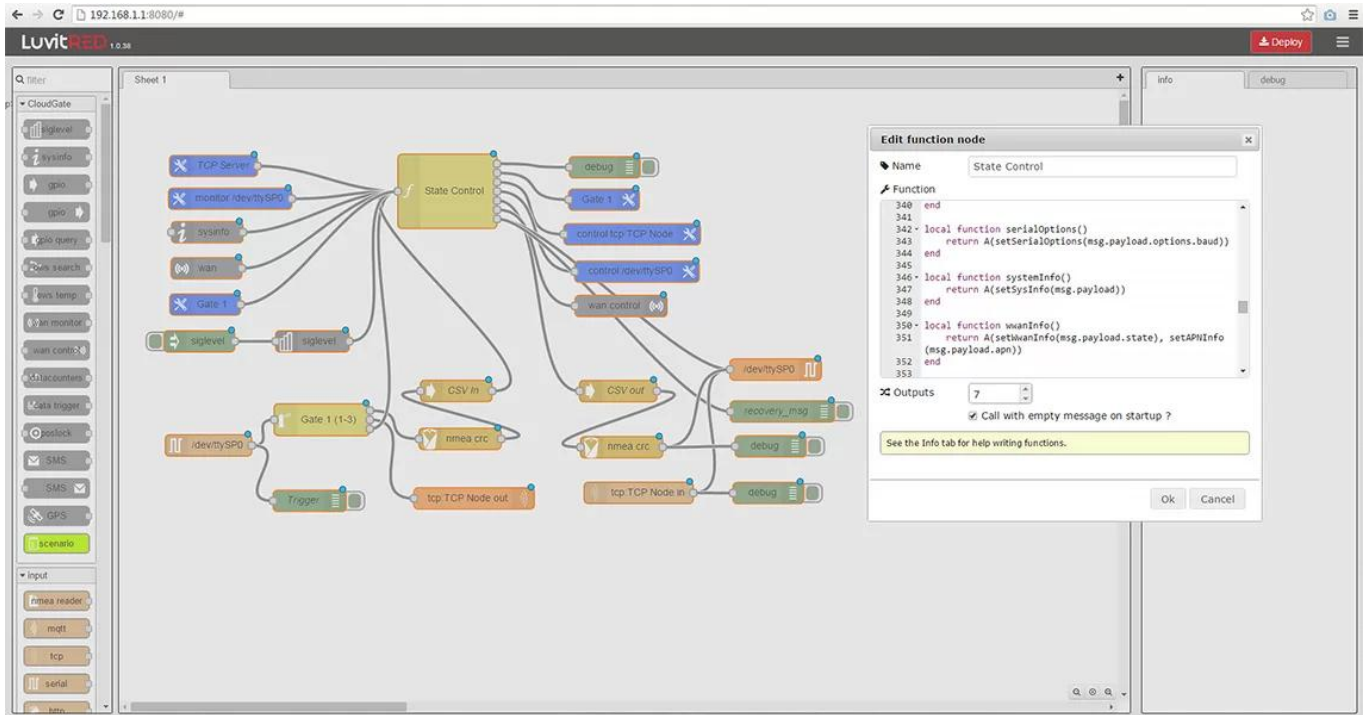 192.168.1.1:8080/#
LuvitRED 1.0.36
Deploy
filter
Sheet 1
info
debug
CloudGate
siglevel
sysinfo
gpio
gpio
gpio query
ows search
ows temp
wan monitor
wan control
datacounters
data trigger
poslock
SMS
SMS
GPS
scenario
input
nmea reader
mqtt
tcp
serial
http
TCP Server
monitor /dev/ttySP0
sysinfo
wan
Gate 1
siglevel
siglevel
State Control
debug
Gate 1
control tcp:TCP Node
control /dev/ttySP0
wan control
/dev/ttySP0
recovery_msg
debug
debug
CSV in
CSV out
Gate 1 (1-3)
/dev/ttySP0
nmea crc
nmea crc
Trigger
tcp:TCP Node out
tcp:TCP Node in
Edit function node
Name
State Control
Function
340 end
341
342 local function serialOptions()
343 return A(setSerialOptions(msg.payload.options.baud))
344 end
345
346 local function systemInfo()
347 return A(setSysInfo(msg.payload))
348 end
349
350 local function wwanInfo()
351 return A(setWwanInfo(msg.payload.state), setAPNInfo
(msg.payload.apn))
352 end
353
Outputs
7
Call with empty message on startup ?
See the Info tab for help writing functions.
Ok
Cancel